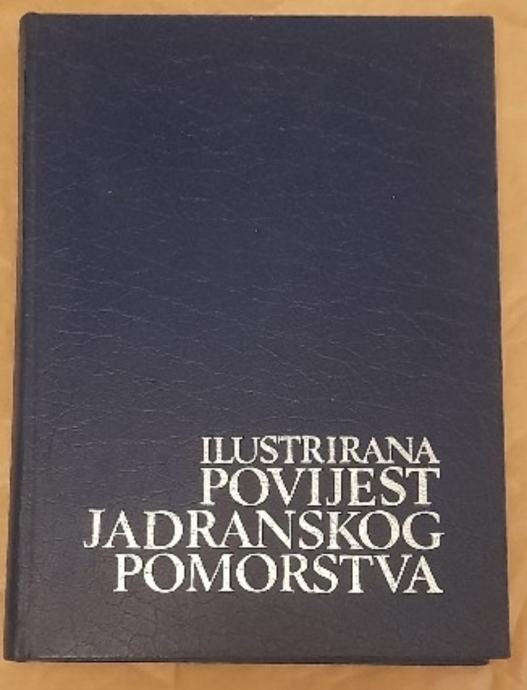 ILUSTRIRANA
POVIJEST
JADRANSKOG
POMORSTVA